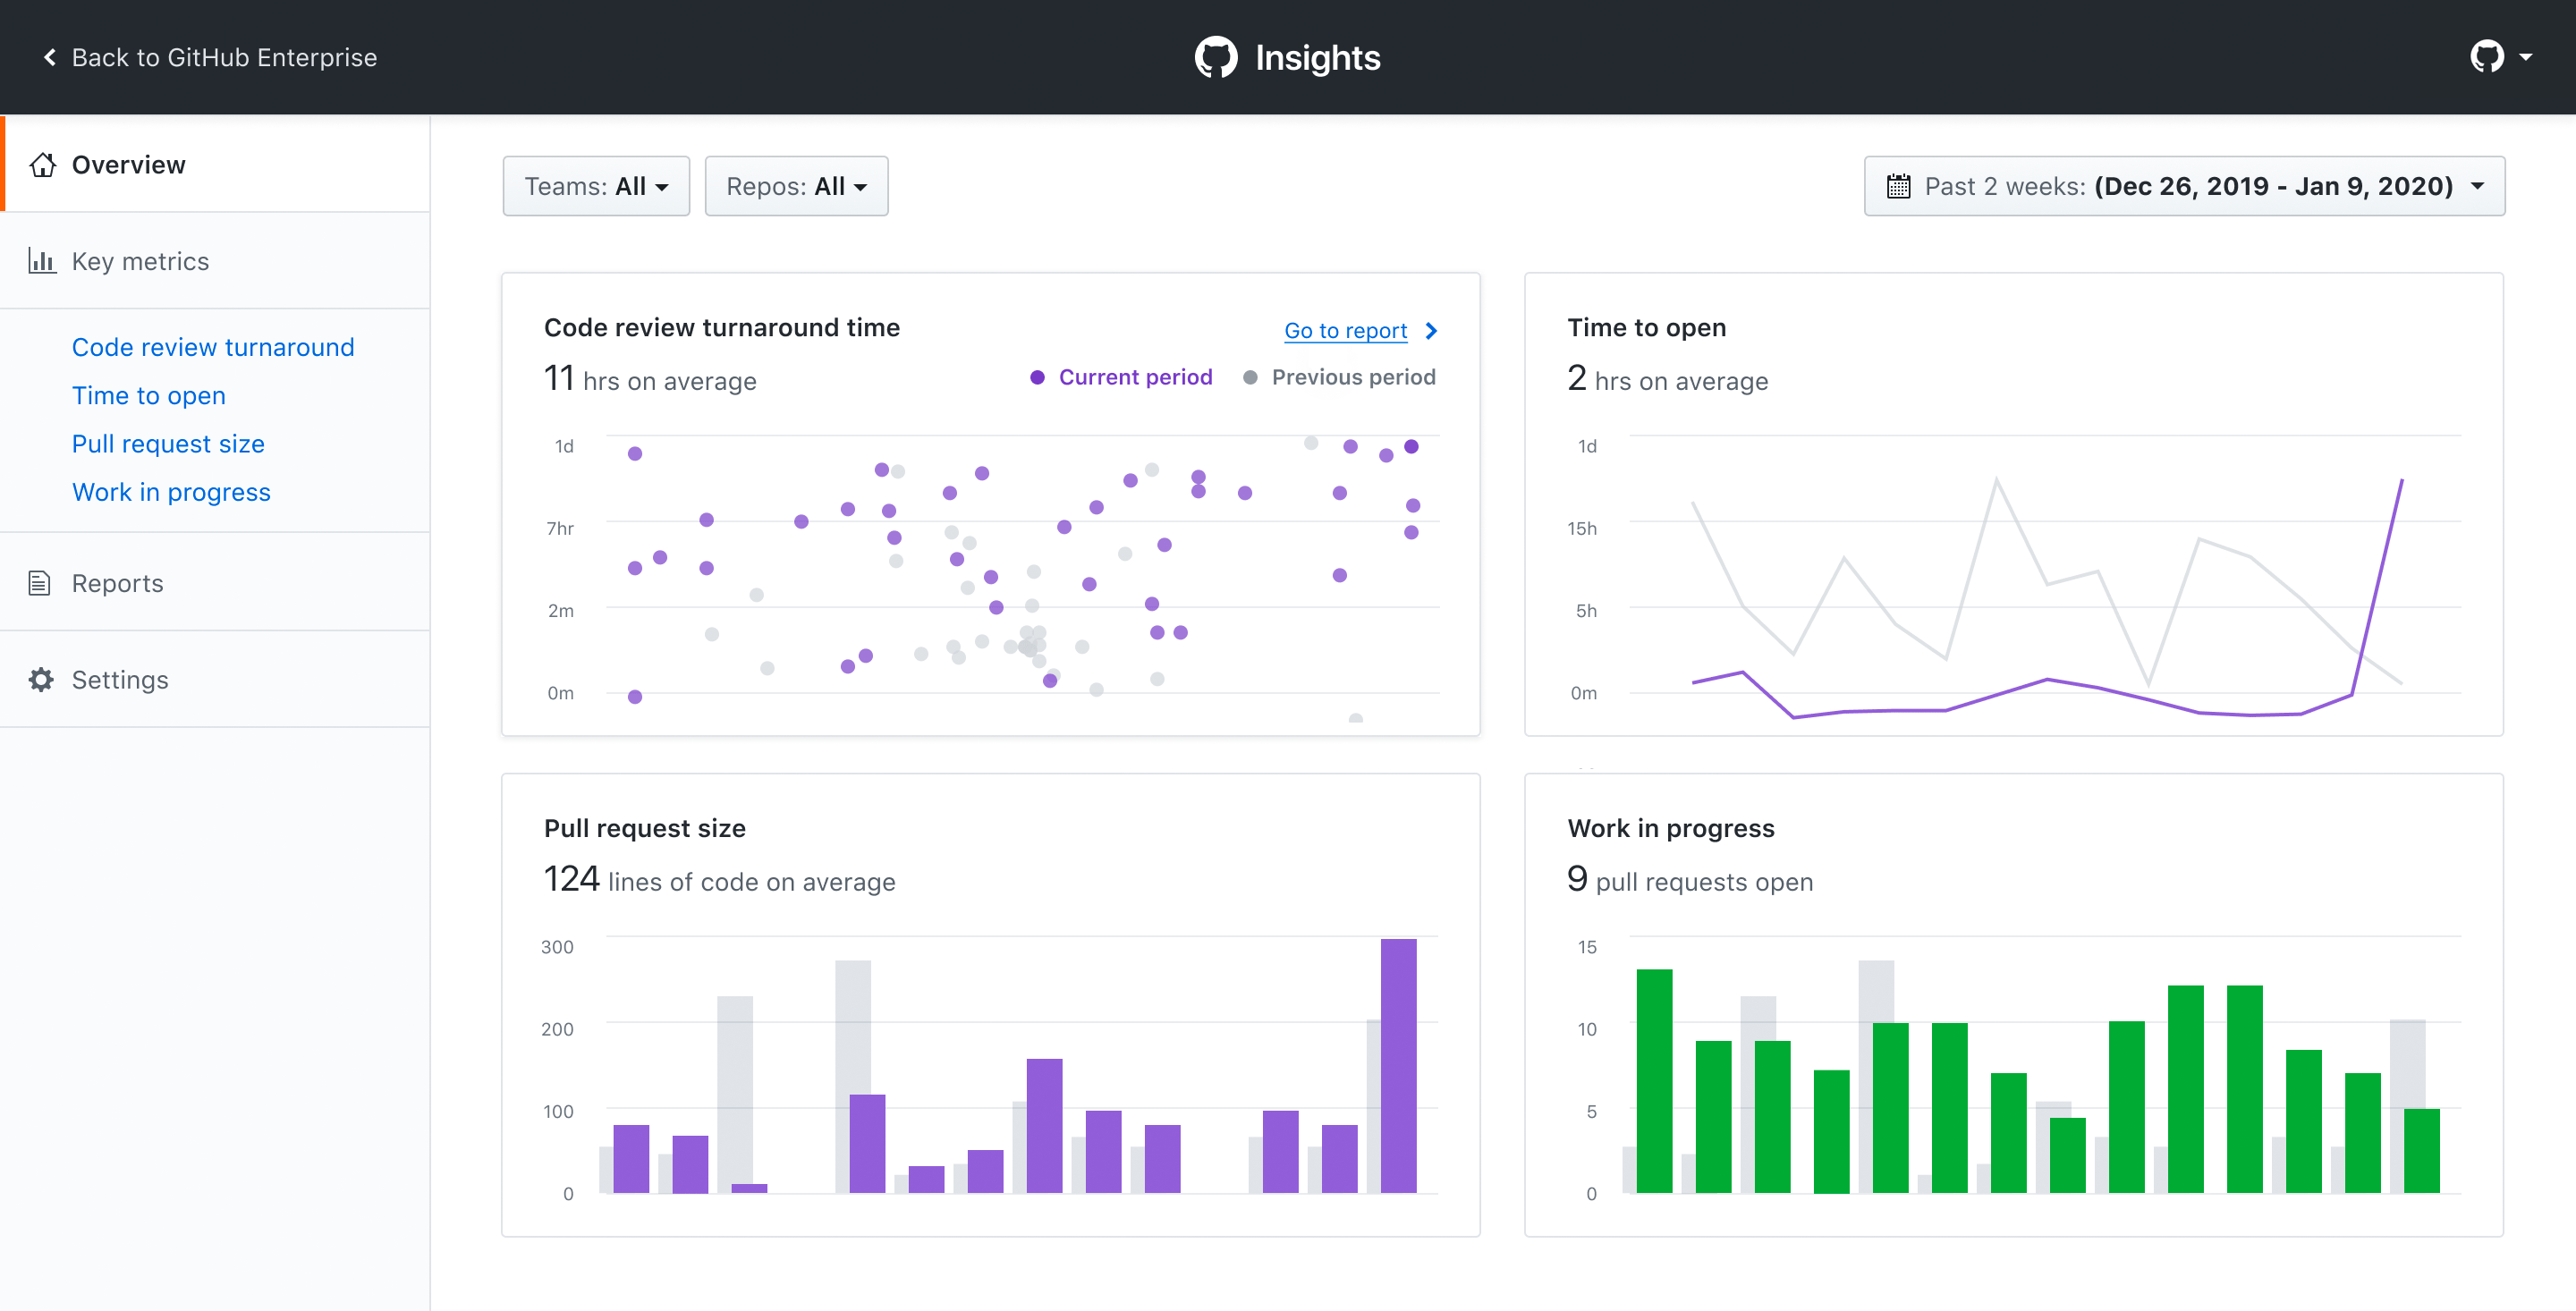 Back to GitHub Enterprise
Insights
Overview
Key metrics
Code review turnaround
Time to open
Pull request size
Work in progress
Reports
Settings
Teams: All
Repos: All
Past 2 weeks: (Dec 26, 2019 - Jan 9, 2020)
Code review turnaround time
Go to report
11 hrs on average
Current period
Previous period
1d
7hr
2m
0m
Time to open
2 hrs on average
1d
15h
5h
0m
Pull request size
124 lines of code on average
300
200
100
0
Work in progress
9 pull requests open
15
10
5
0